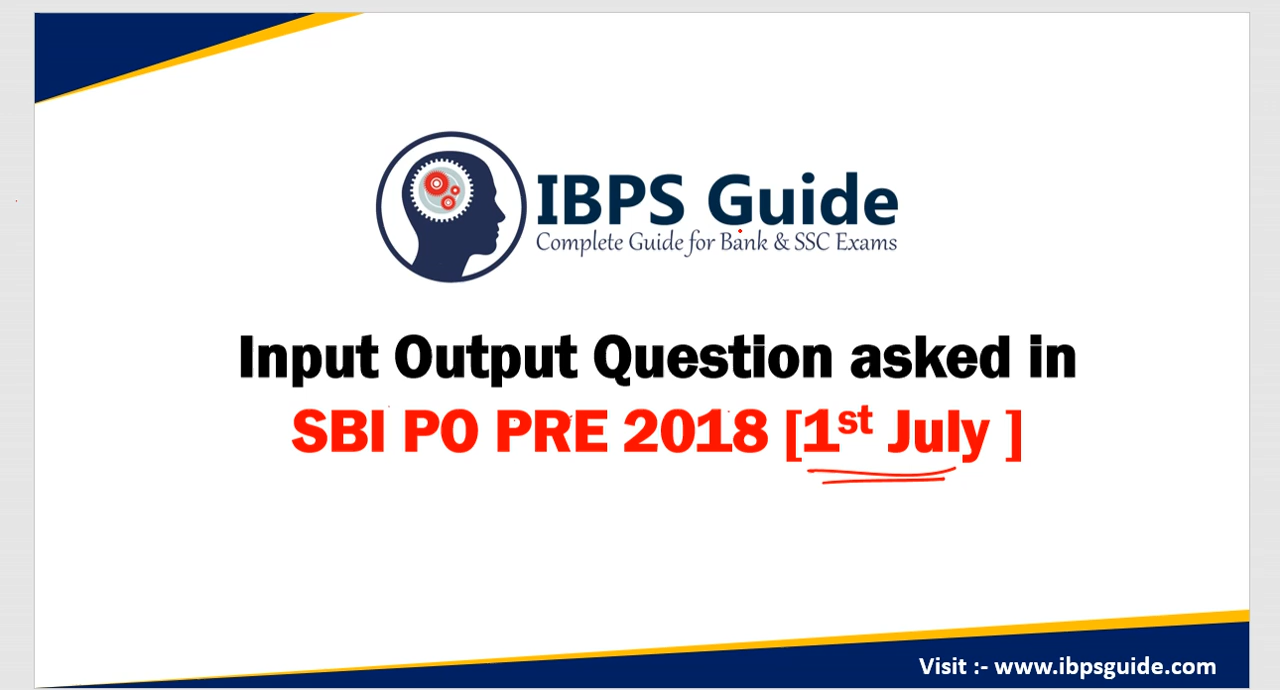 IBPS Guide
Complete Guide for Bank & SSC Exams
Input Output Question asked in
SBI PO PRE 2018 [1st July ]
Visit :- www.ibpsguide.com